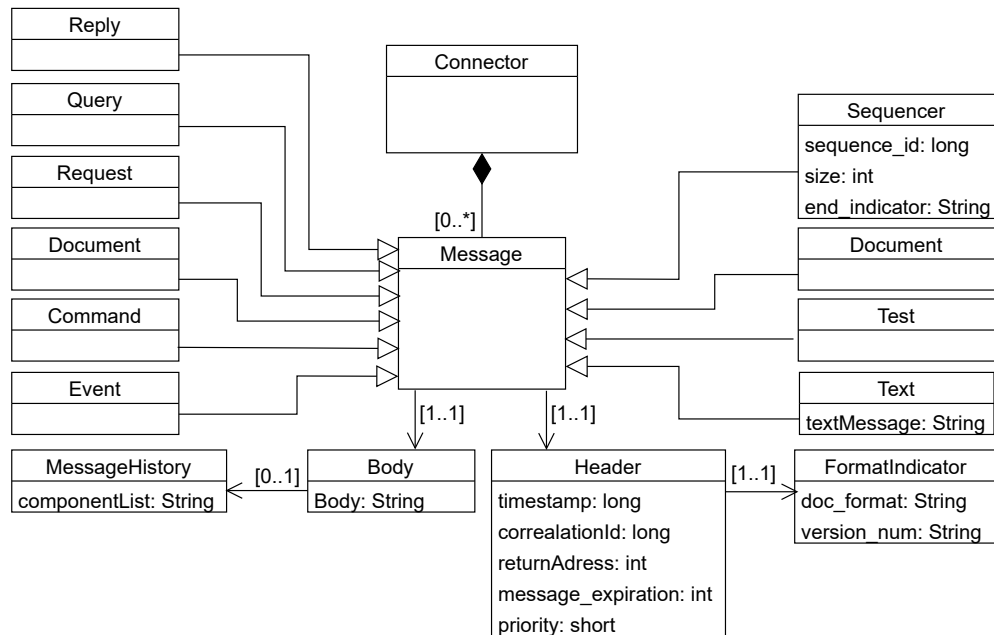 Reply
Query
Request
Document
Command
Event
Connector
[0..*]
Message
Sequencer
sequence_id: long
size: int
end_indicator: String
Document
Test
Text
textMessage: String
[1..1]
[1..1]
MessageHistory
componentList: String
[0..1]
Body
Body: String
Header
timestamp: long
correalationId: long
returnAdress: int
message_expiration: int
priority: short
[1..1]
FormatIndicator
doc_format: String
version_num: String